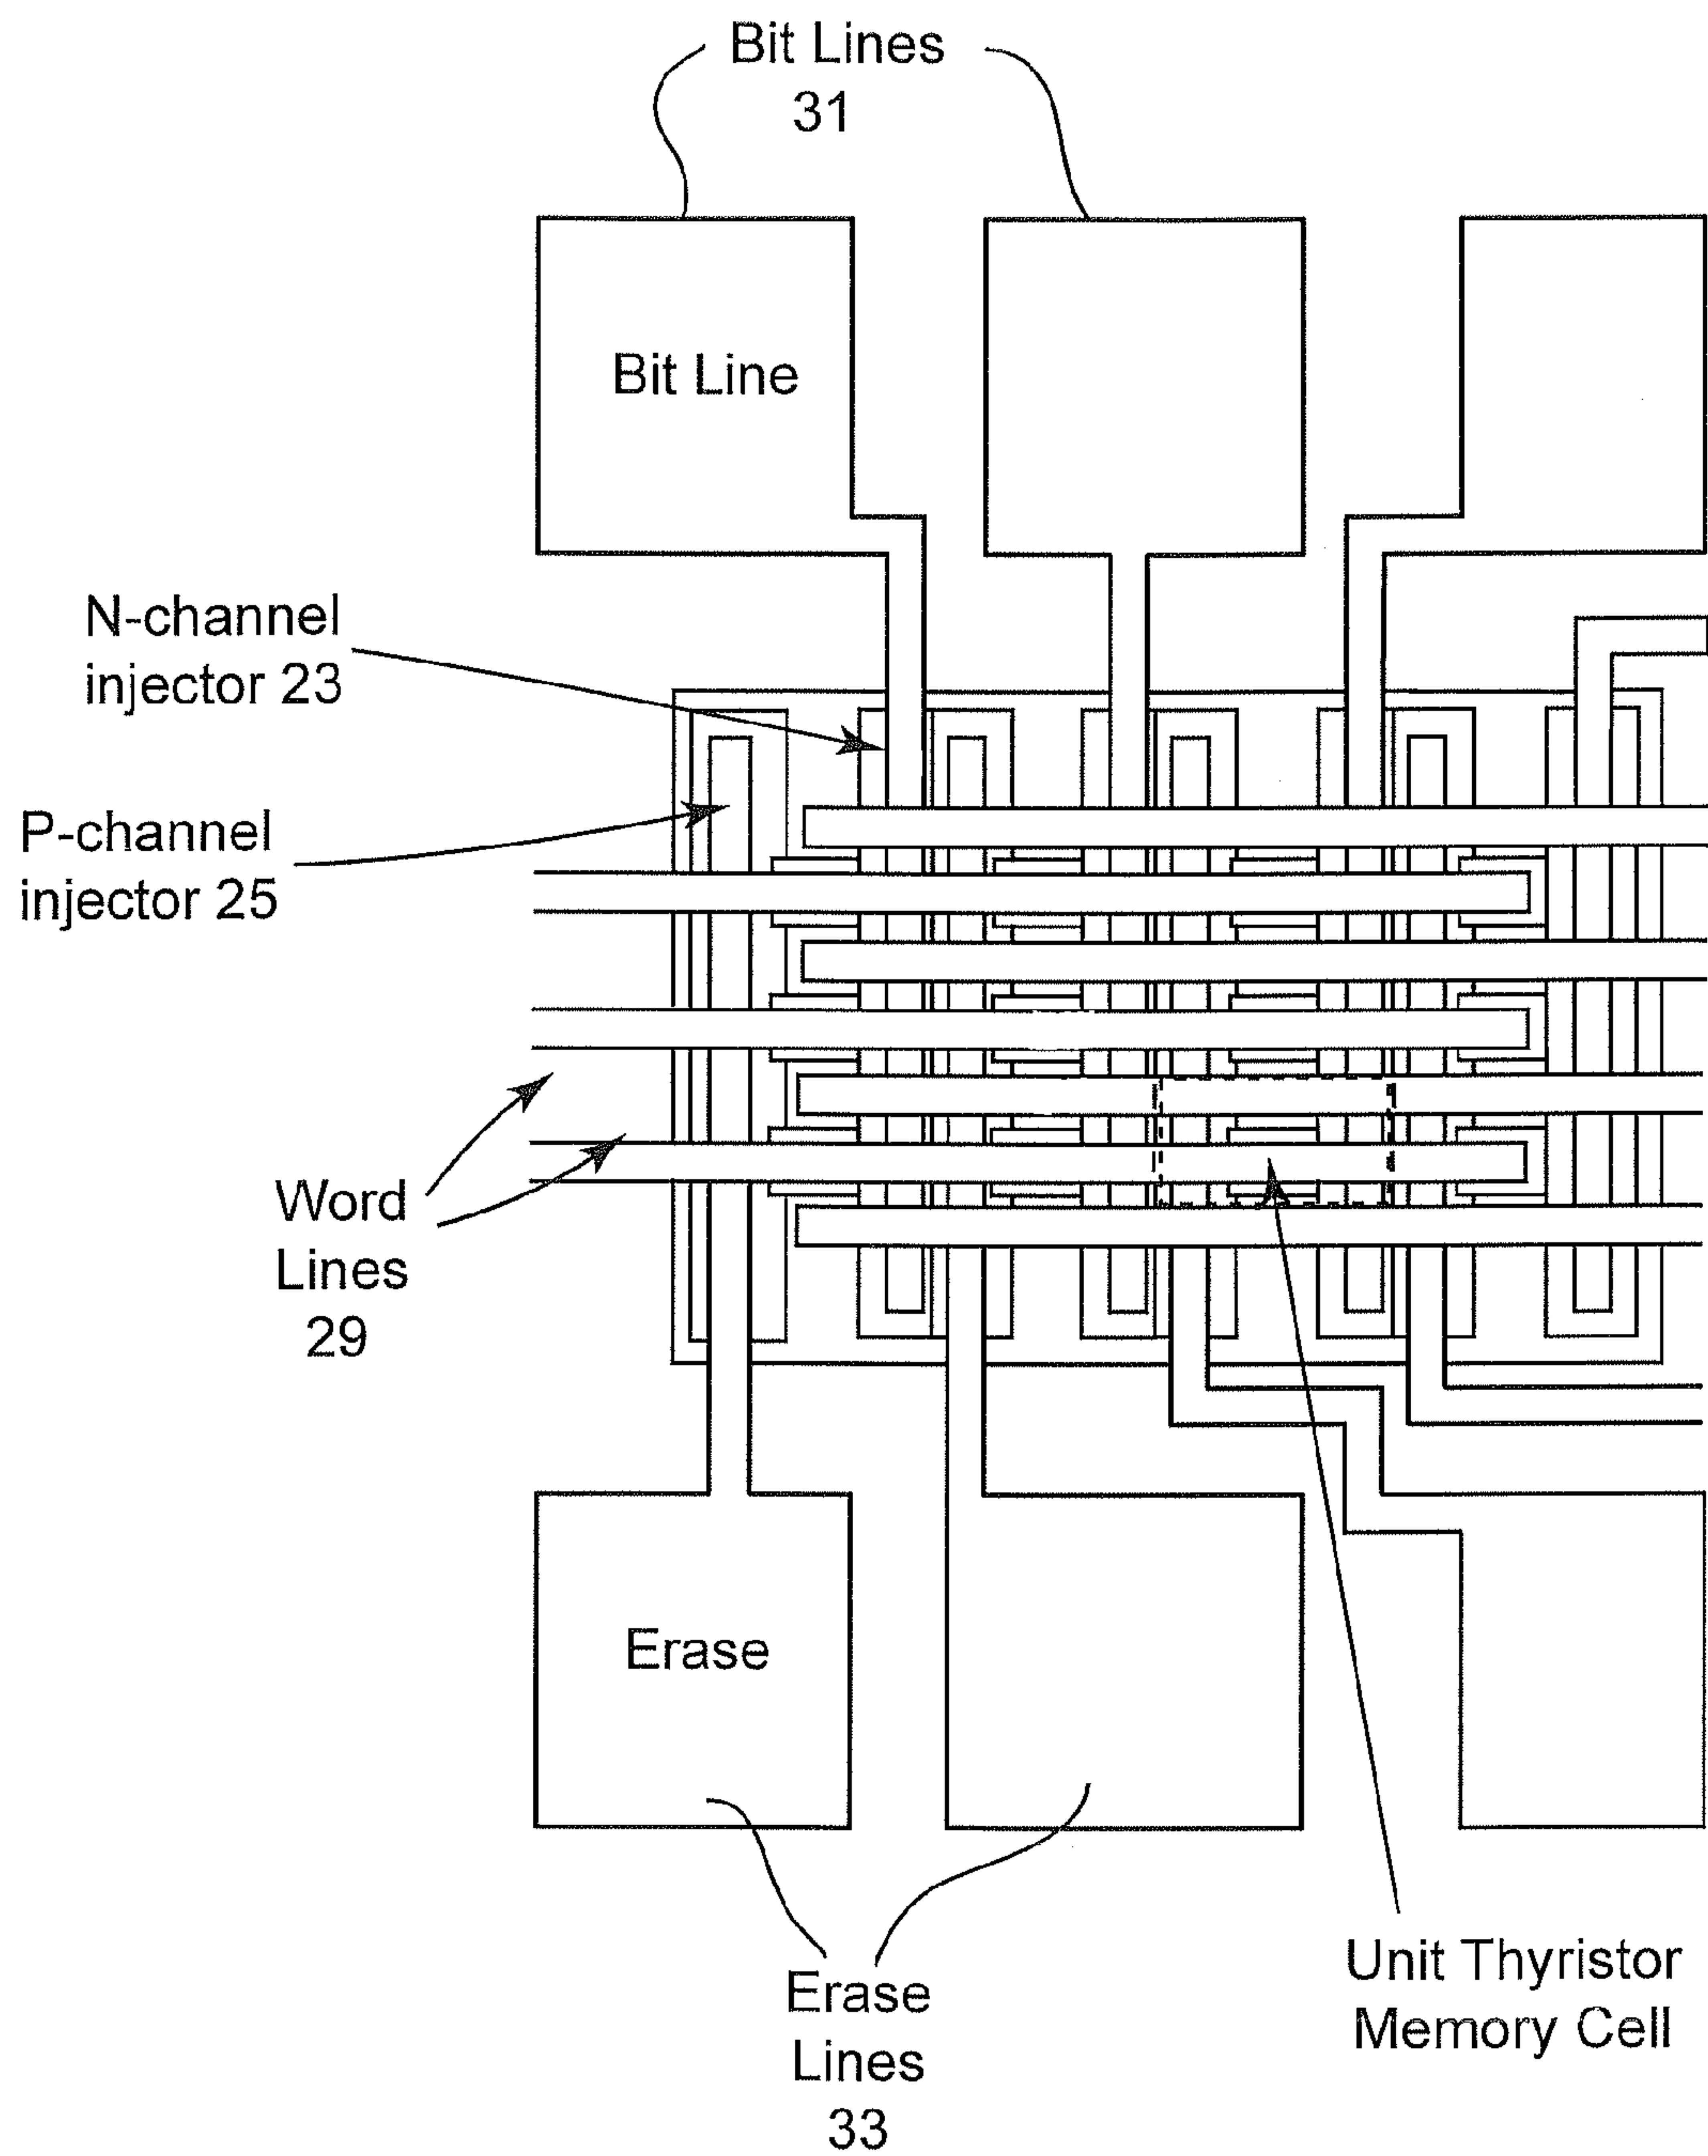 Bit Lines
31
Bit Line
N-channel
injector 23
P-channel
injector 25
Word
Lines
29
Erase
Erase
Lines
33
Unit Thyristor
Memory Cell